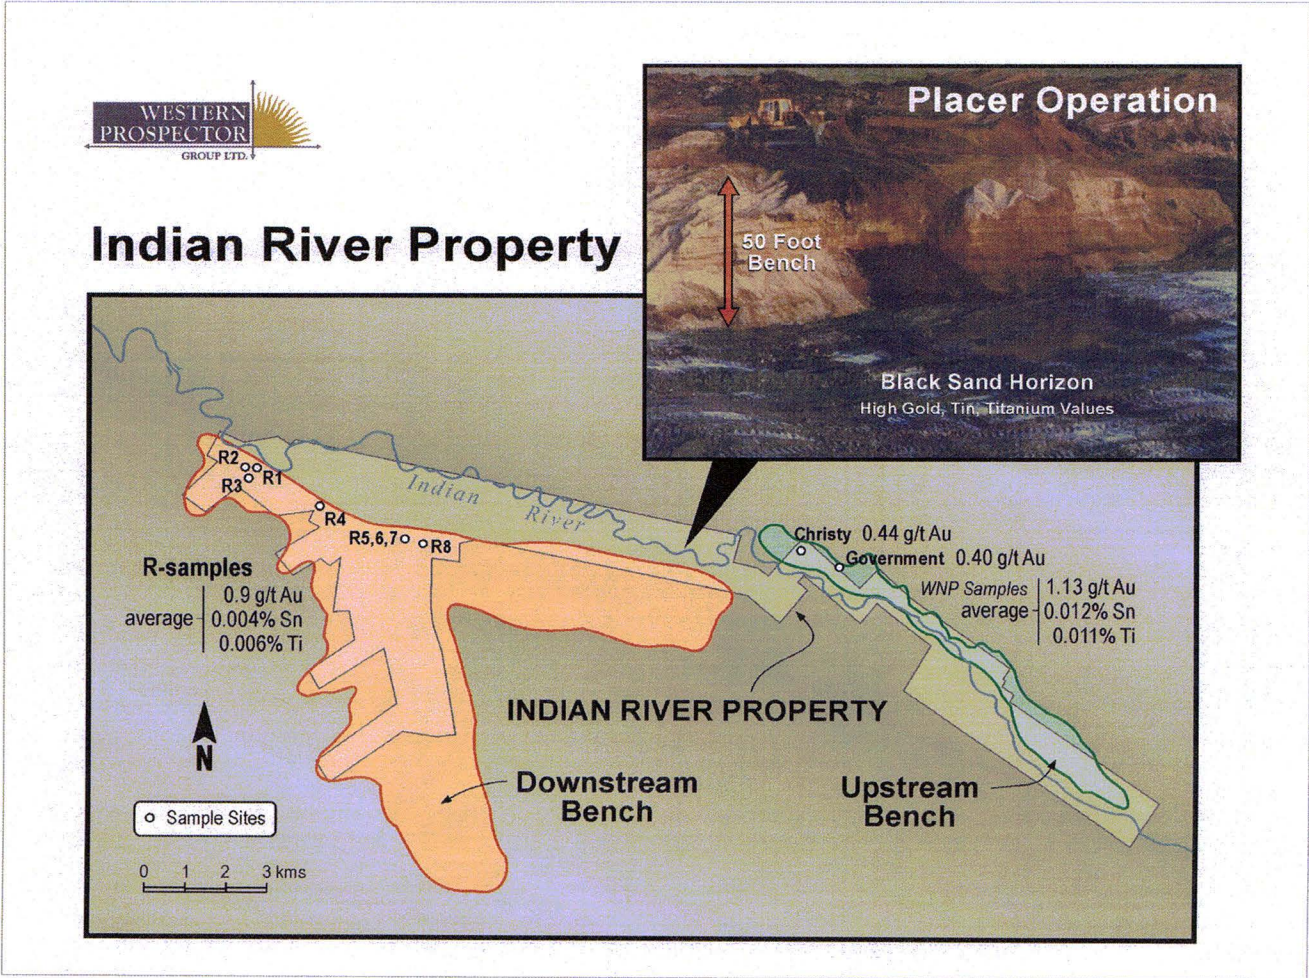 WESTERN
PROSPECTOR
GROUP LTD.
Indian River Property
Placer Operation
50 Foot
Bench
Black Sand Horizon
High Gold, Tin, Titanium Values
R2
R1
R3
R4
R5,6,7
R8
Indian
River
Christy 0.44 g/t Au
Government 0.40 g/t Au
WNP Samples 1.13 g/t Au
average 0.012% Sn
0.011% Ti
R-samples
0.9 g/t Au
average 0.004% Sn
0.006% Ti
INDIAN RIVER PROPERTY
N
Downstream
Bench
Upstream
Bench
Sample Sites
0 1 2 3 kms